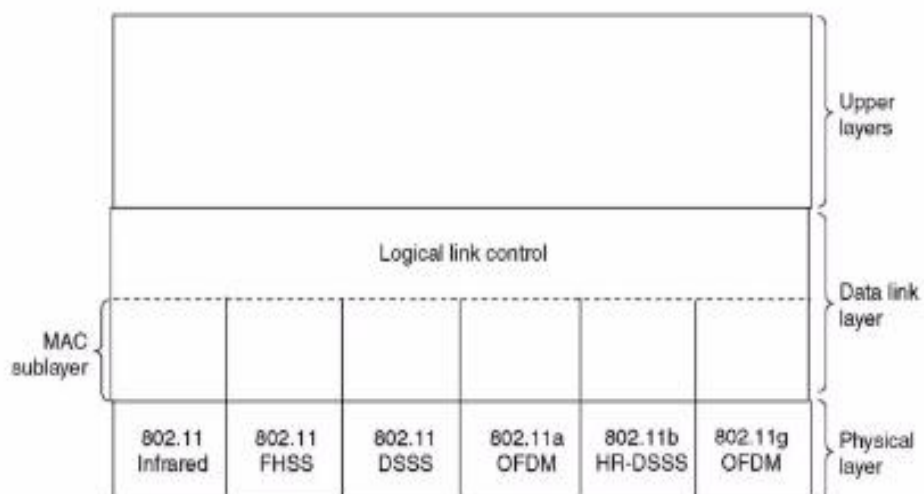 Upper
layers
Logical link control
Data link
layer
MAC
sublayer
802.11
Infrared
802.11
FHSS
802.11
DSSS
802.11a
OFDM
802.11b
HR-DSSS
802.11g
OFDM
Physical
layer